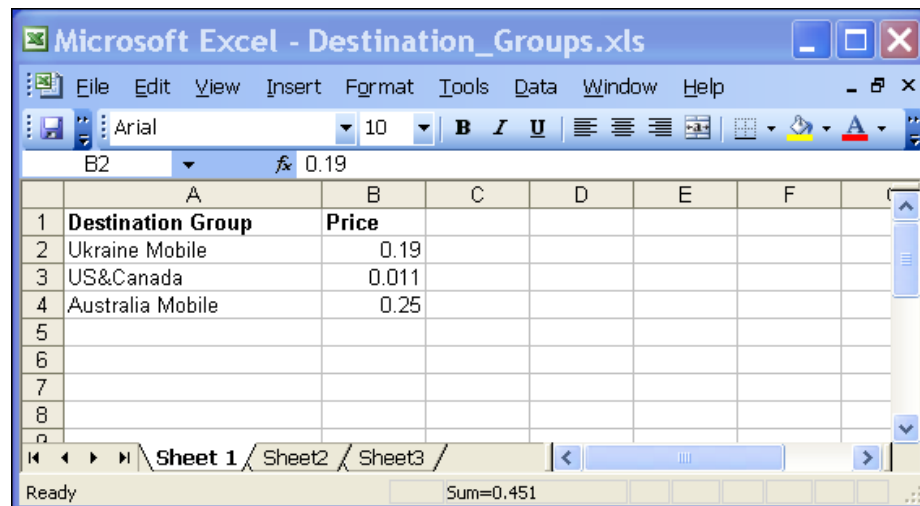 Microsoft Excel - Destination_Groups.xls
File Edit View Insert Format Tools Data Window Help
Arial 10 B I U A
B2 fx 0.19
A B C D E F
1 Destination Group Price
2 Ukraine Mobile 0.19
3 US&Canada 0.011
4 Australia Mobile 0.25
5
6
7
8
Sheet 1 Sheet2 Sheet3
Ready Sum=0.451